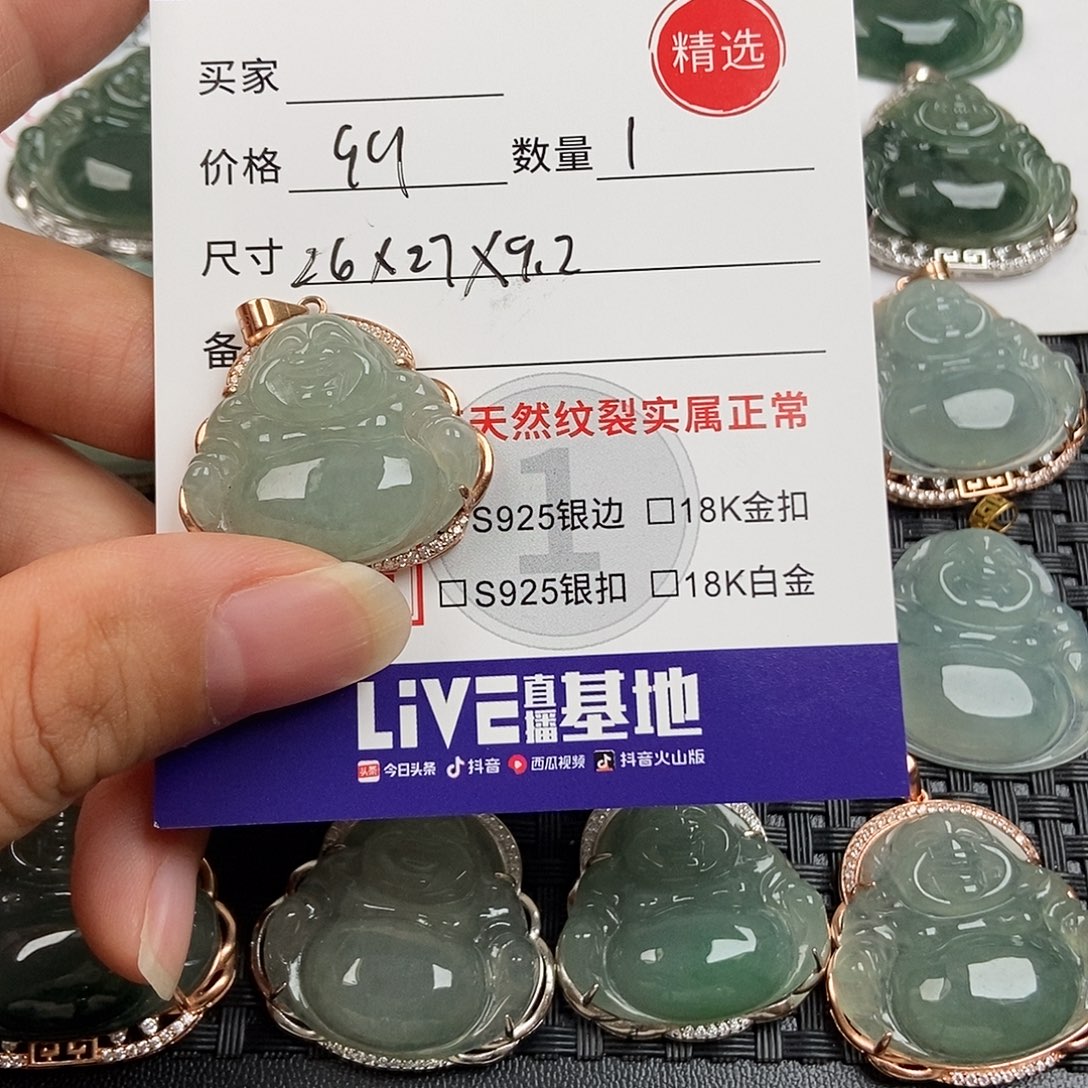 精选
买家
价格 99 数量 1
尺寸 26X27X9.2
备
天然纹裂实属正常
1
S925银边 □18K金扣
□S925银扣 □18K白金
LiVE直播基地
头条 今日头条 抖音 西瓜视频 抖音火山版